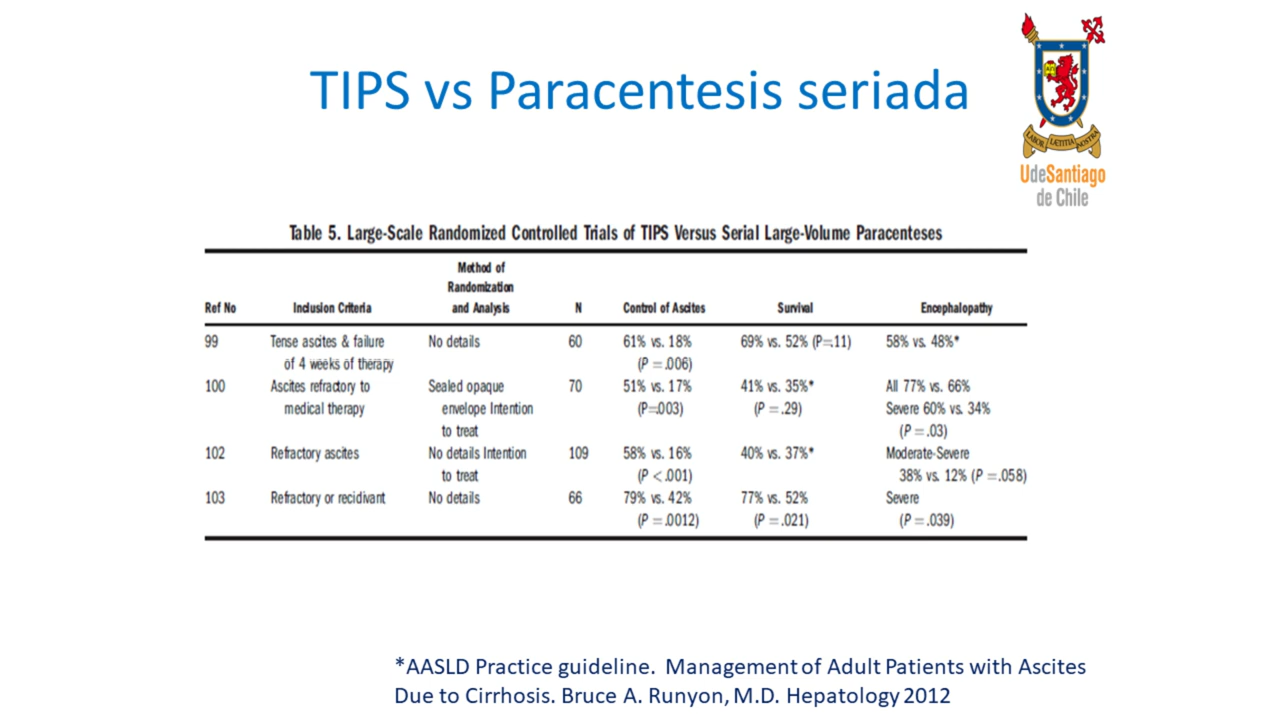 TIPS vs Paracentesis seriada
LABOR LÆTITIA NOSTRA
UdeSantiago
de Chile
Table 5. Large-Scale Randomized Controlled Trials of TIPS Versus Serial Large-Volume Paracenteses
Method of
Randomization
Ref No Inclusion Criteria and Analysis N Control of Ascites Survival Encephalopathy
99 Tense ascites & failure No details 60 61% vs. 18% 69% vs. 52% (P=.11) 58% vs. 48%*
of 4 weeks of therapy (P = .006)
100 Ascites refractory to Sealed opaque 70 51% vs. 17% 41% vs. 35%* All 77% vs. 66%
medical therapy envelope Intention (P=.003) (P = .29) Severe 60% vs. 34%
to treat (P = .03)
102 Refractory ascites No details Intention 109 58% vs. 16% 40% vs. 37%* Moderate-Severe
to treat (P < .001) 38% vs. 12% (P = .058)
103 Refractory or recidivant No details 66 79% vs. 42% 77% vs. 52% Severe
(P = .0012) (P = .021) (P = .039)
*AASLD Practice guideline. Management of Adult Patients with Ascites
Due to Cirrhosis. Bruce A. Runyon, M.D. Hepatology 2012